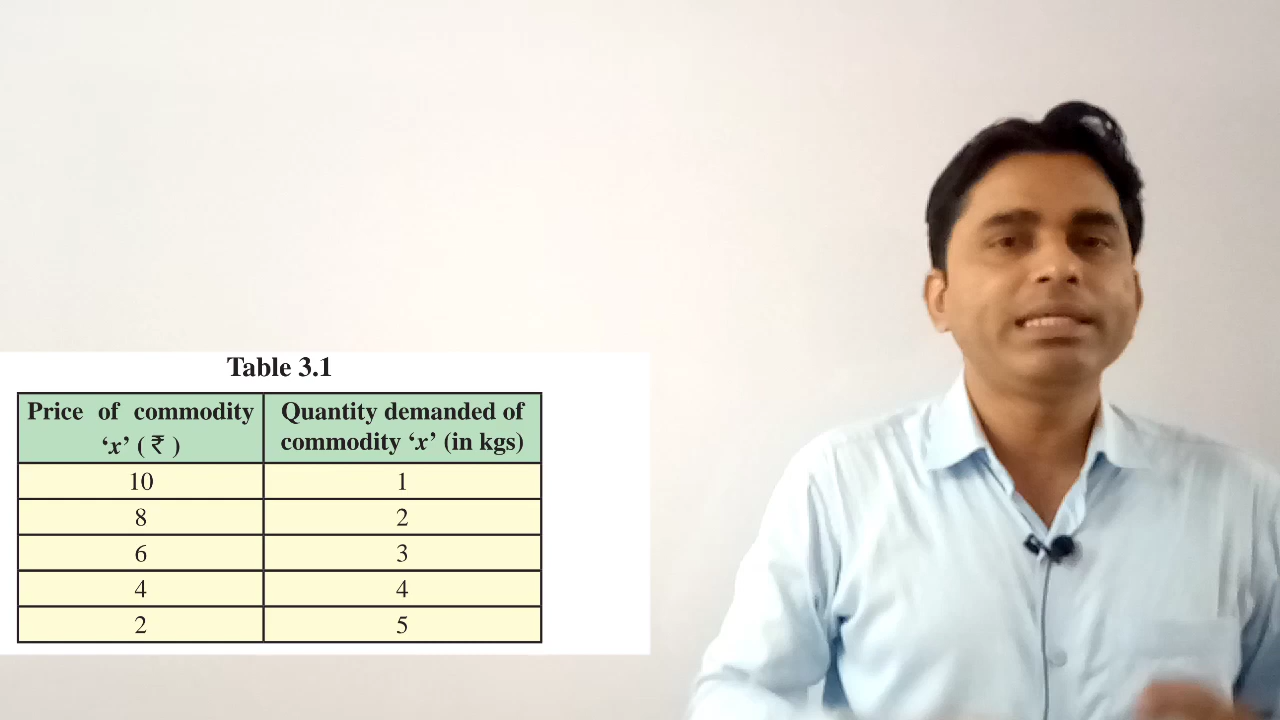 Table 3.1
Price of commodity Quantity demanded of
‘x’ ( ₹ ) commodity ‘x’ (in kgs)
10 1
8 2
6 3
4 4
2 5